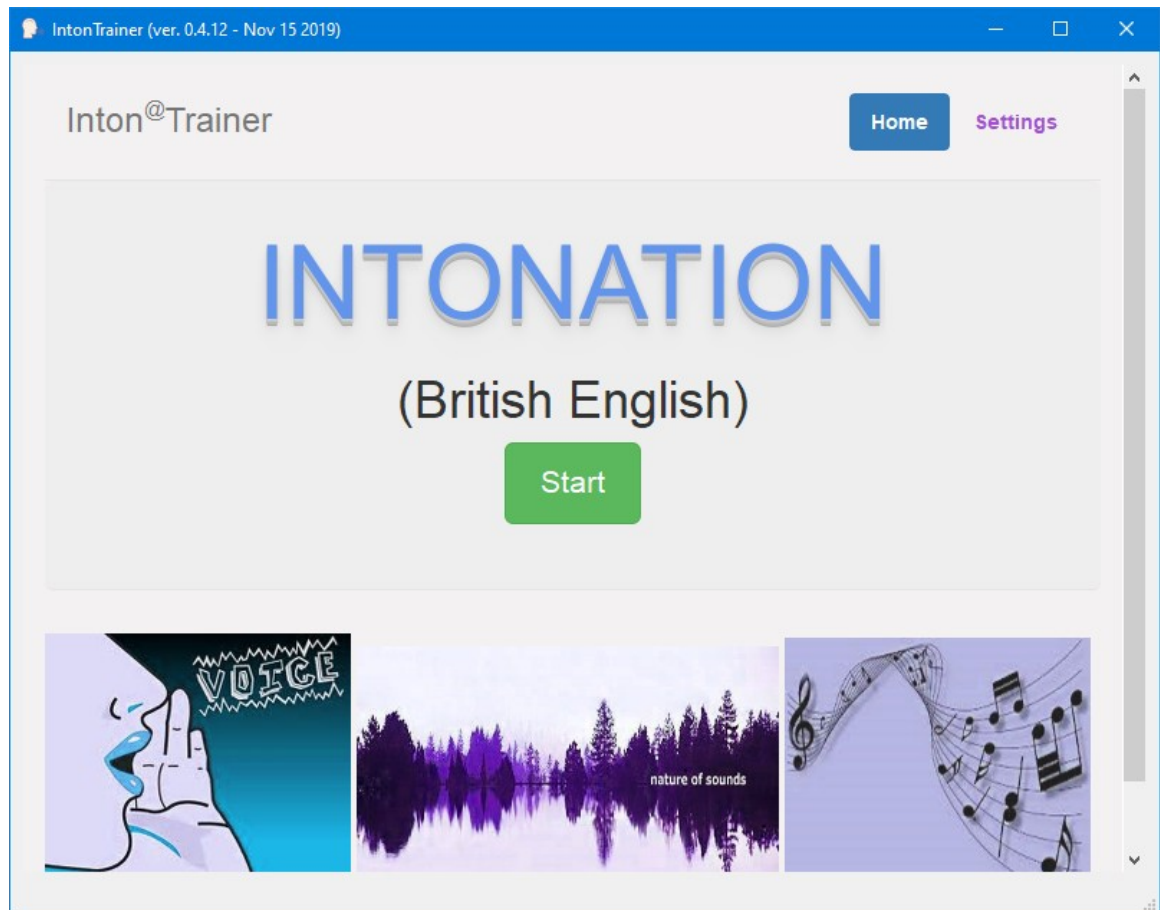 IntonTrainer (ver. 0.4.12 - Nov 15 2019)
Inton@Trainer
Home
Settings
INTONATION
(British English)
Start
VOICE
nature of sounds